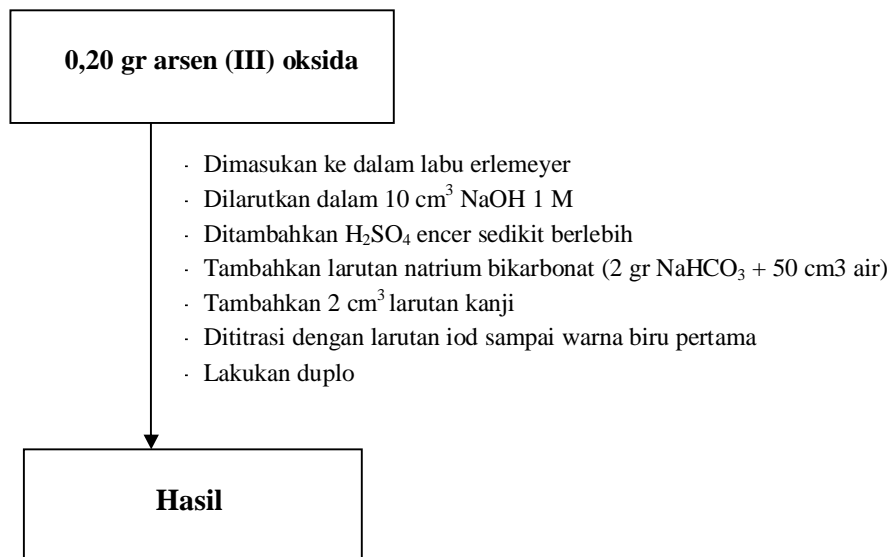 0,20 gr arsen (III) oksida
- Dimasukan ke dalam labu erlemeyer
- Dilarutkan dalam 10 cm³ NaOH 1 M
- Ditambahkan H₂SO₄ encer sedikit berlebih
- Tambahkan larutan natrium bikarbonat (2 gr NaHCO₃ + 50 cm3 air)
- Tambahkan 2 cm³ larutan kanji
- Dititrasi dengan larutan iod sampai warna biru pertama
- Lakukan duplo
Hasil